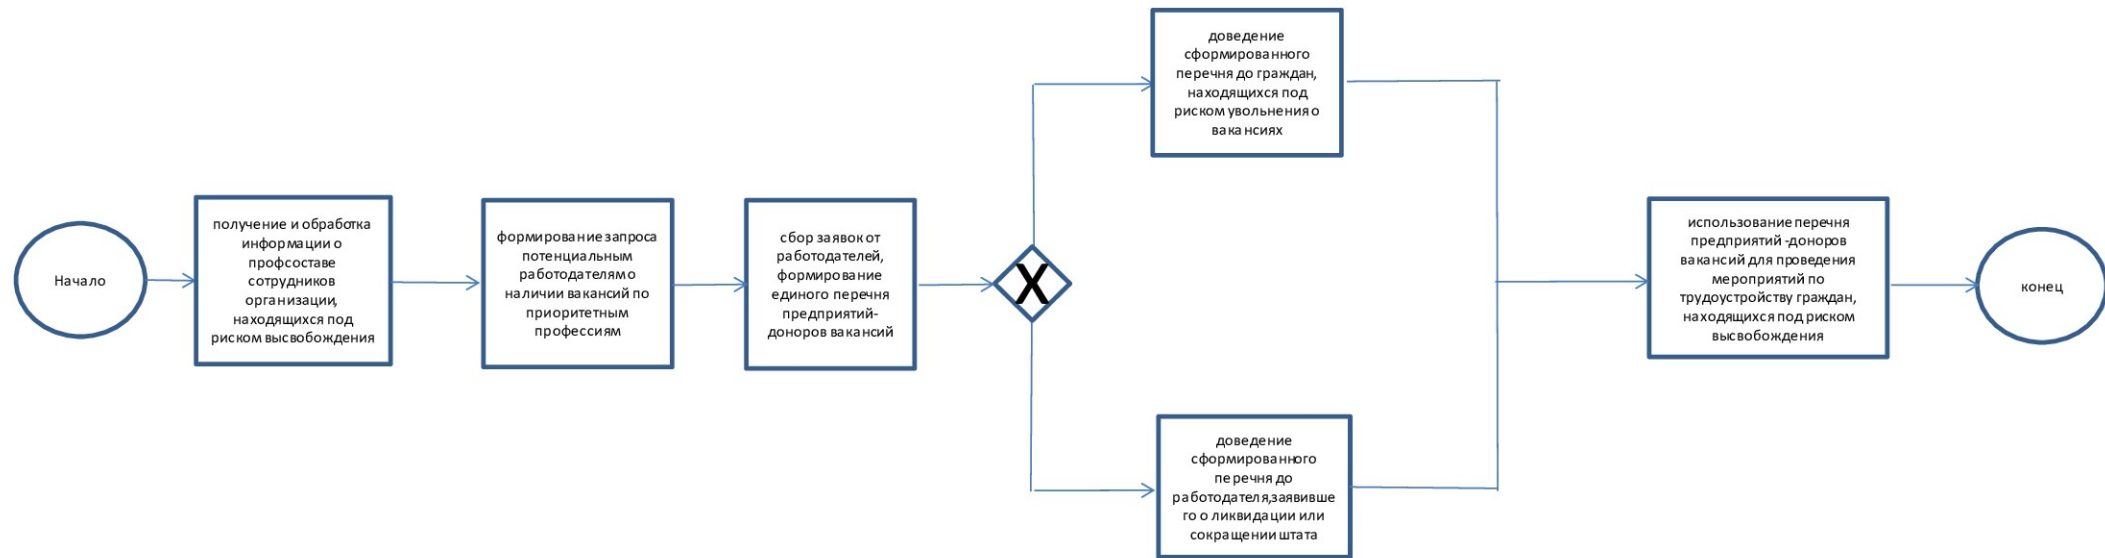 Начало
получение и обработка
информации о
профсоставе
сотрудников
организации,
находящихся под
риском высвобождения
формирование запроса
потенциальным
работодателям о
наличии вакансий по
приоритетным
профессиям
сбор заявок от
работодателей,
формирование
единого перечня
предприятий-
доноров вакансий
X
доведение
сформированного
перечня до граждан,
находящихся под
риском увольнения о
вакансиях
доведение
сформированного
перечня до
работодателя,заявивше
го о ликвидации или
сокращении штата
использование перечня
предприятий -доноров
вакансий для проведения
мероприятий по
трудоустройству граждан,
находящихся под риском
высвобождения
конец